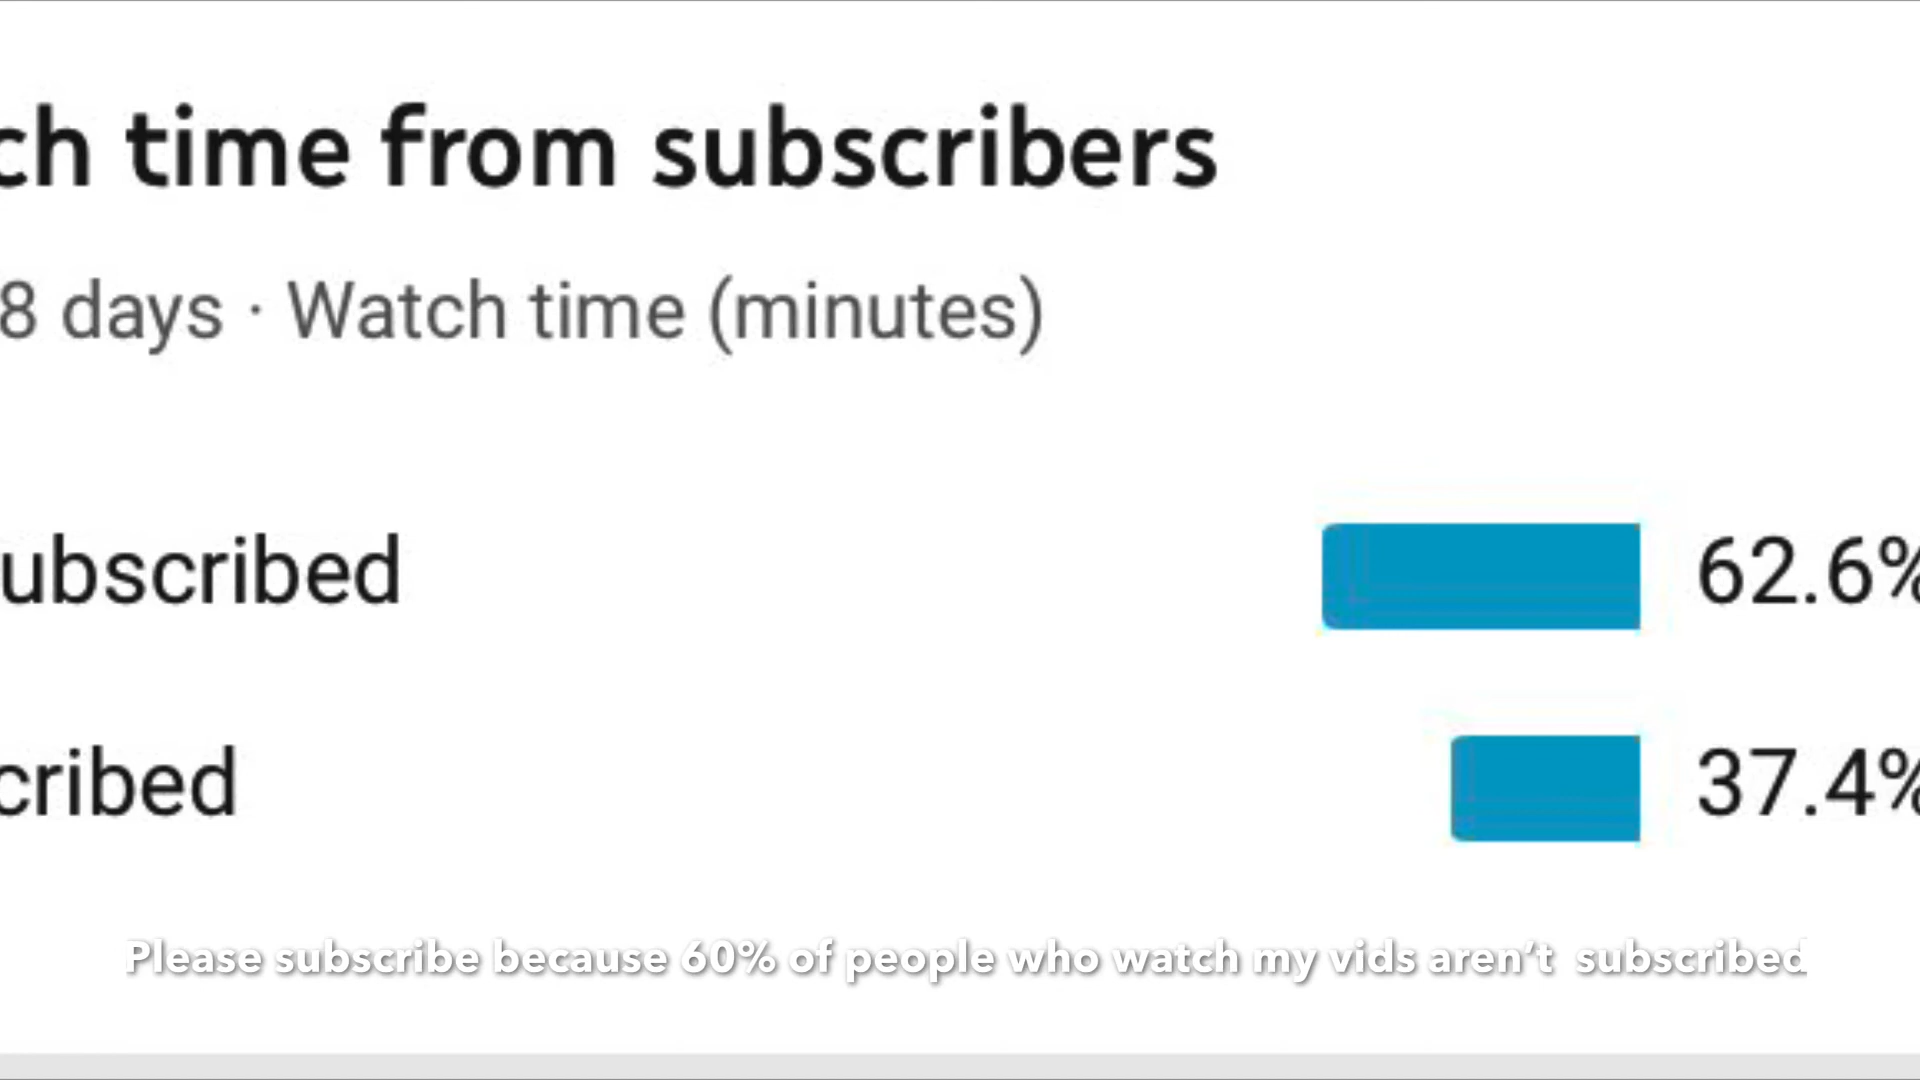 ch time from subscribers
8 days · Watch time (minutes)
ubscribed 62.6%
cribed 37.4%
Please subscribe because 60% of people who watch my vids aren't subscribed